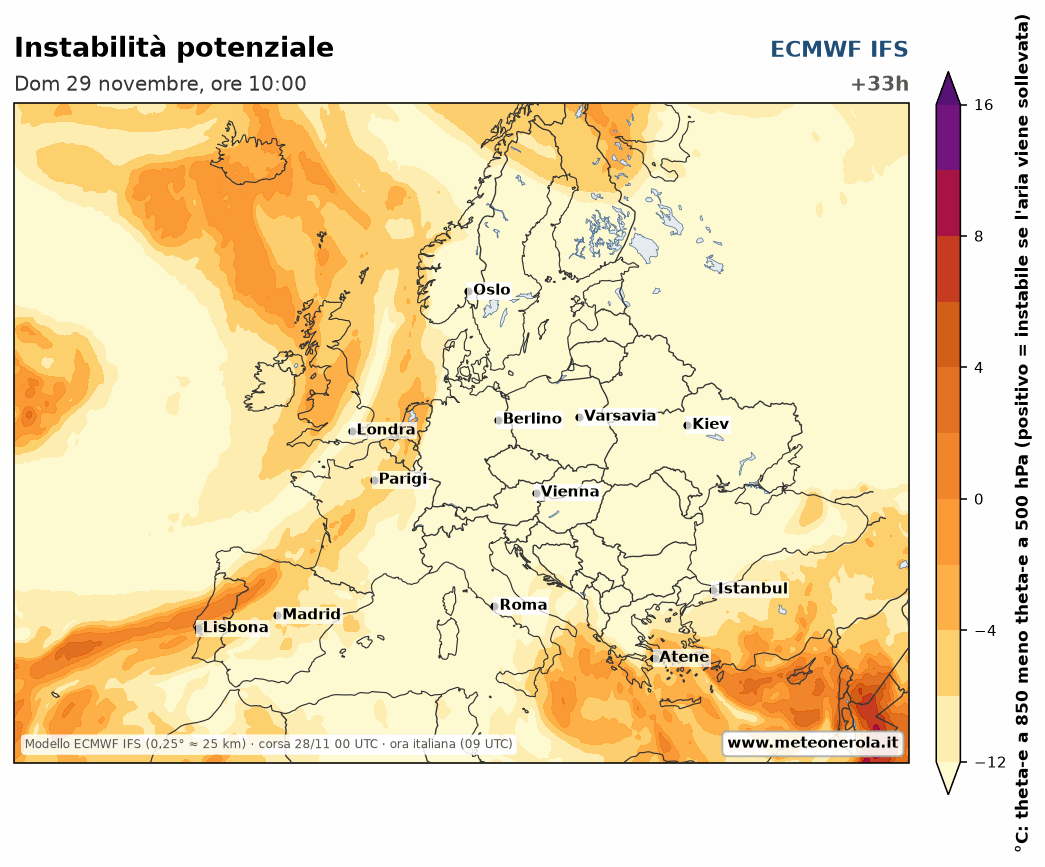 Instabilità potenziale
ECMWF IFS
Dom 29 novembre, ore 10:00
+33h
Oslo
Berlino
Varsavia
Kiev
Londra
Parigi
Vienna
Istanbul
Roma
Madrid
Lisbona
Atene
Modello ECMWF IFS (0,25° ≈ 25 km) · corsa 28/11 00 UTC · ora italiana (09 UTC)
www.meteonerola.it
16
8
4
0
−4
−12
°C: theta-e a 850 meno theta-e a 500 hPa (positivo = instabile se l'aria viene sollevata)